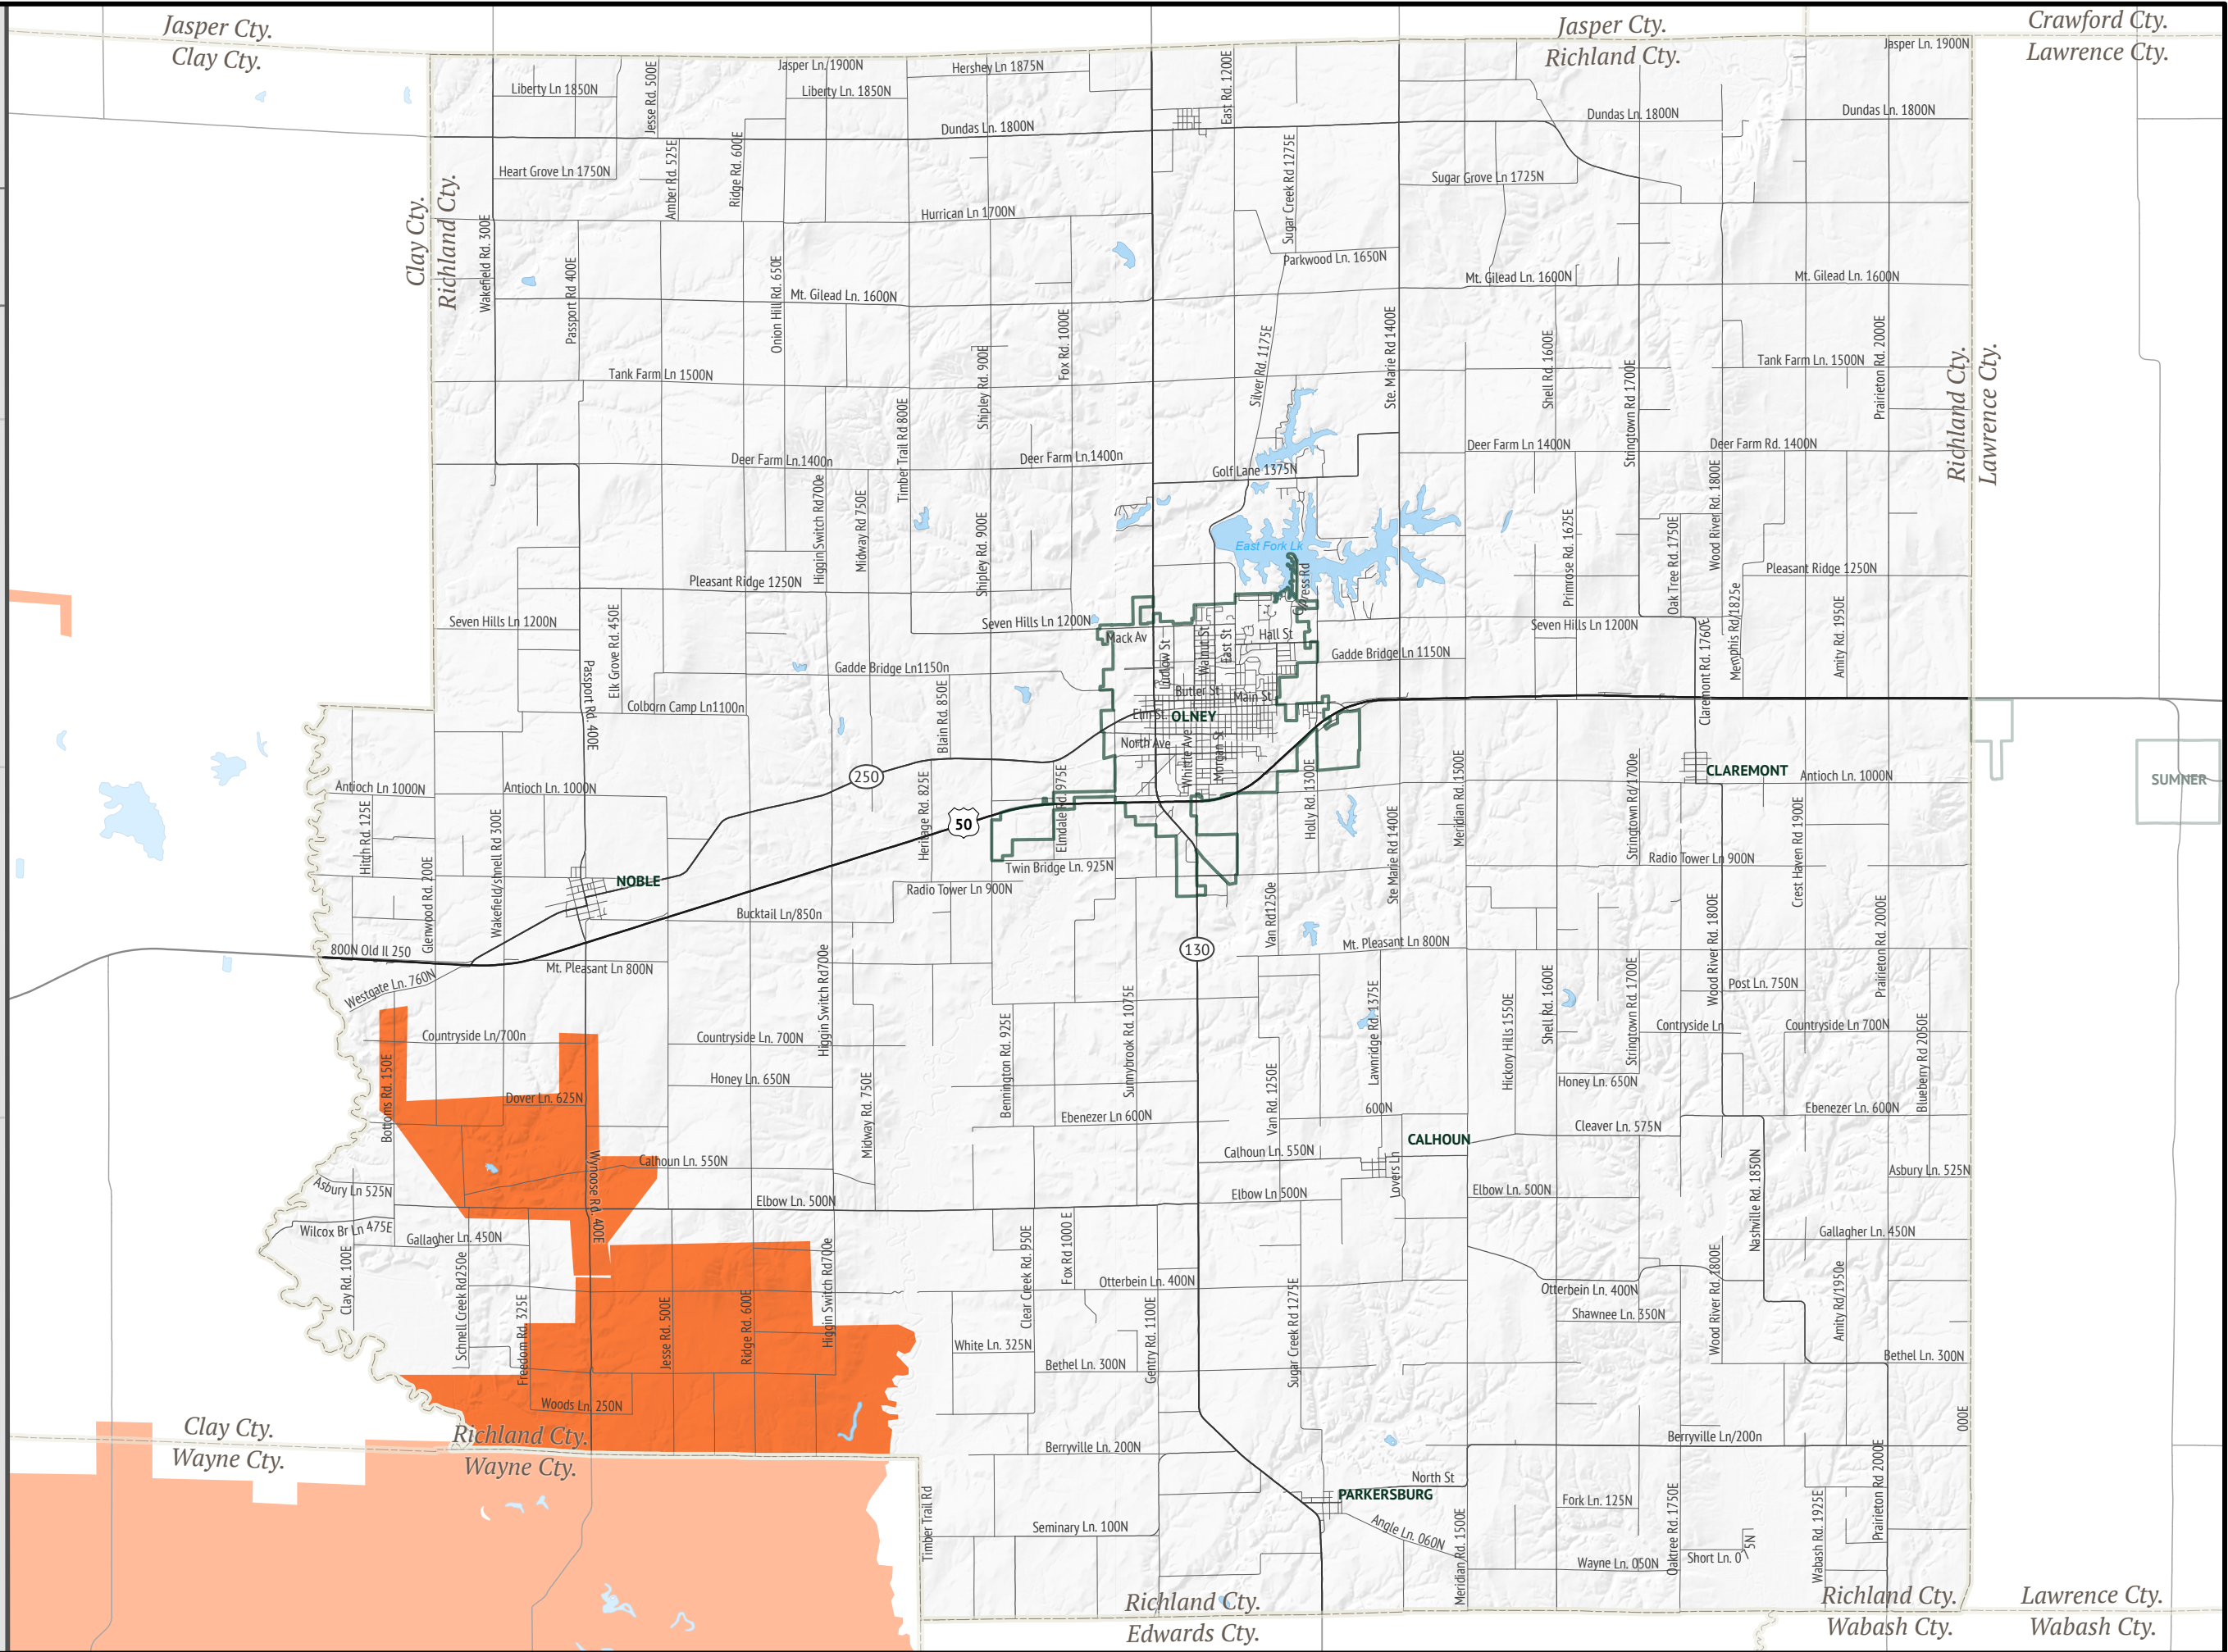 Jasper Cty.
Clay Cty.
Jasper Cty.
Richland Cty.
Crawford Cty.
Lawrence Cty.
Jasper Ln. 1900N
Jasper Ln./1900N
Hershey Ln 1875N
Liberty Ln 1850N
Liberty Ln. 1850N
Jesse Rd. 500E
East Rd. 1200E
Dundas Ln. 1800N
Dundas Ln. 1800N
Dundas Ln. 1800N
Heart Grove Ln 1750N
Amber Rd. 525E
Ridge Rd. 600E
Sugar Creek Rd 1275E
Sugar Grove Ln 1725N
Clay Cty.
Richland Cty.
Wakefield Rd. 300E
Hurrican Ln 1700N
Passport Rd 400E
Onion Hill Rd. 650E
Parkwood Ln. 1650N
Mt. Gilead Ln. 1600N
Mt. Gilead Ln. 1600N
Mt. Gilead Ln. 1600N
Fox Rd. 1000E
Silver Rd. 1175E
Ste. Marie Rd 1400E
Shell Rd. 1600E
Stringtown Rd 1700E
Prairieton Rd. 2000E
Richland Cty.
Lawrence Cty.
Tank Farm Ln 1500N
Tank Farm Ln. 1500N
Shipley Rd. 900E
Timber Trail Rd 800E
Deer Farm Ln.1400n
Deer Farm Ln.1400n
Deer Farm Ln 1400N
Deer Farm Rd. 1400N
Golf Lane 1375N
Higgin Switch Rd700e
Midway Rd 750E
Shipley Rd. 900E
Primrose Rd. 1625E
Oak Tree Rd. 1750E
Wood River Rd. 1800E
East Fork Lk
Cypress Rd
Pleasant Ridge 1250N
Pleasant Ridge 1250N
Elk Grove Rd. 450E
Seven Hills Ln 1200N
Seven Hills Ln 1200N
Seven Hills Ln 1200N
Mack Av
Hall St
Ludlow St
Walnut St
East St
Claremont Rd. 1760E
Memphis Rd/1825e
Amity Rd. 1950E
Gadde Bridge Ln1150n
Gadde Bridge Ln 1150N
Passport Rd. 400E
Blain Rd. 850E
Butler St
Main St
Colborn Camp Ln1100n
Elm St.
OLNEY
North Ave
Whittle Ave
Morgan St
250
CLAREMONT
Antioch Ln. 1000N
Antioch Ln 1000N
Antioch Ln. 1000N
SUMNER
Hitch Rd. 125E
Wakefield/shnell Rd 300E
Heritage Rd. 825E
50
Elmdale Rd. 975E
Holly Rd. 1300E
Ste Marie Rd 1400E
Meridian Rd. 1500E
Stringtown Rd/1700e
Crest Haven Rd 1900E
Glenwood Rd. 200E
NOBLE
Twin Bridge Ln. 925N
Radio Tower Ln 900N
Radio Tower Ln 900N
Bucktail Ln/850n
Van Rd1250e
Wood River Rd. 1800E
Prairieton Rd. 2000E
800N Old Il 250
Mt. Pleasant Ln 800N
Mt. Pleasant Ln 800N
130
Westgate Ln. 760N
Higgin Switch Rd700e
Post Ln. 750N
Lawnridge Rd. 1375E
Hickory Hills 1550E
Shell Rd. 1600E
Stringtown Rd. 1700E
Countryside Ln/700n
Countryside Ln. 700N
Contryside Ln
Countryside Ln 700N
Bennington Rd. 925E
Sunnybrook Rd. 1075E
Blueberry Rd 2050E
Bottoms Rd. 150E
Honey Ln. 650N
Honey Ln. 650N
Midway Rd. 750E
Van Rd. 1250E
Dover Ln. 625N
Ebenezer Ln 600N
600N
Ebenezer Ln. 600N
Cleaver Ln. 575N
CALHOUN
Calhoun Ln. 550N
Calhoun Ln. 550N
Lovers Ln
Wynoose Rd. 400E
Asbury Ln 525N
Asbury Ln. 525N
Elbow Ln. 500N
Elbow Ln 500N
Elbow Ln. 500N
Nashville Rd. 1850N
Wilcox Br Ln 475E
Gallagher Ln. 450N
Gallagher Ln. 450N
Clay Rd. 100E
Schnell Creek Rd250e
Freedom Rd. 325E
Jesse Rd. 500E
Ridge Rd. 600E
Higgin Switch Rd700e
Clear Creek Rd. 950E
Fox Rd 1000 E
Otterbein Ln. 400N
Otterbein Ln. 400N
Gentry Rd. 1100E
Sugar Creek Rd 1275E
Wood River Rd. 1800E
Amity Rd/1950e
Shawnee Ln. 350N
White Ln. 325N
Bethel Ln. 300N
Bethel Ln. 300N
Woods Ln. 250N
000E
Clay Cty.
Wayne Cty.
Richland Cty.
Wayne Cty.
Berryville Ln. 200N
Berryville Ln/200n
North St
PARKERSBURG
Timber Trail Rd
Fork Ln. 125N
Oaktree Rd. 1750E
Wabash Rd. 1925E
Prairieton Rd 2000E
Seminary Ln. 100N
Angle Ln. 060N
Meridian Rd. 1500E
Wayne Ln. 050N
Short Ln. 0
75N
Richland Cty.
Edwards Cty.
Richland Cty.
Wabash Cty.
Lawrence Cty.
Wabash Cty.